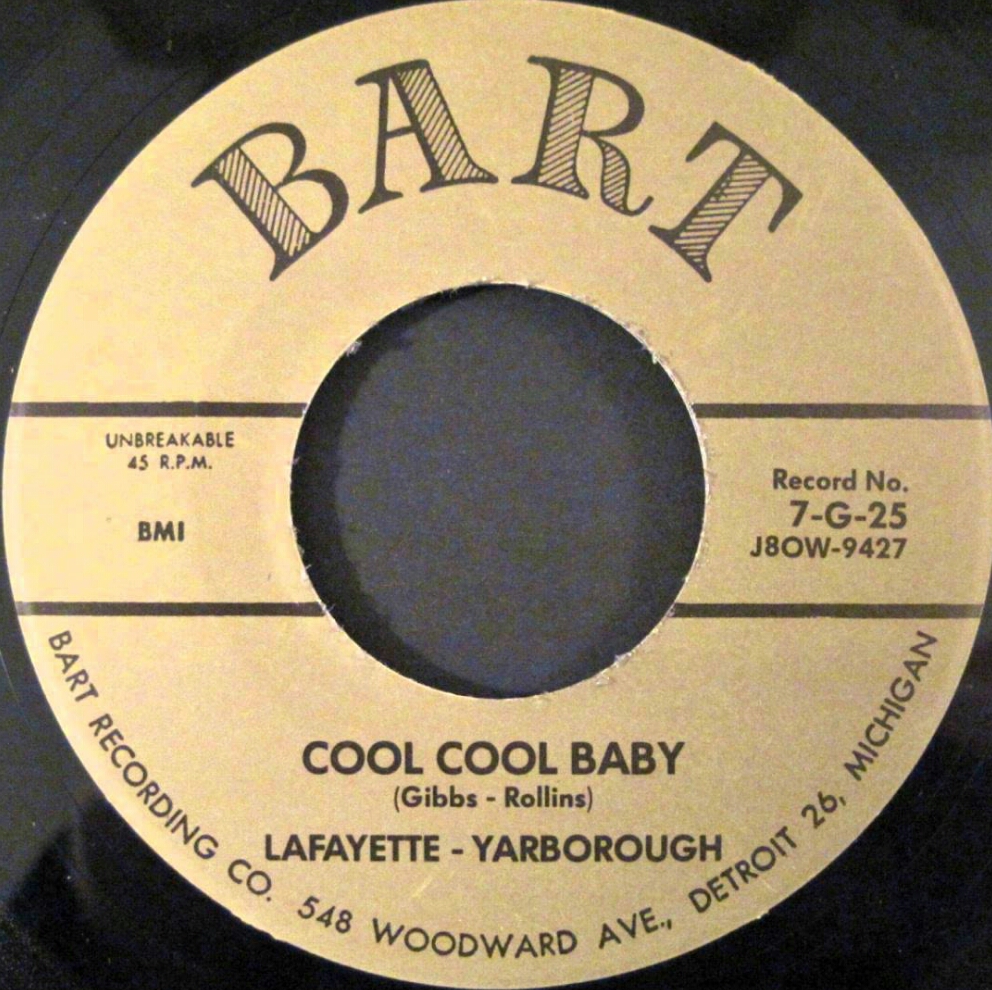 BART
UNBREAKABLE
45 R.P.M.
BMI
Record No.
7-G-25
J8OW-9427
COOL COOL BABY
(Gibbs - Rollins)
LAFAYETTE - YARBOROUGH
BART RECORDING CO. 548 WOODWARD AVE., DETROIT 26, MICHIGAN